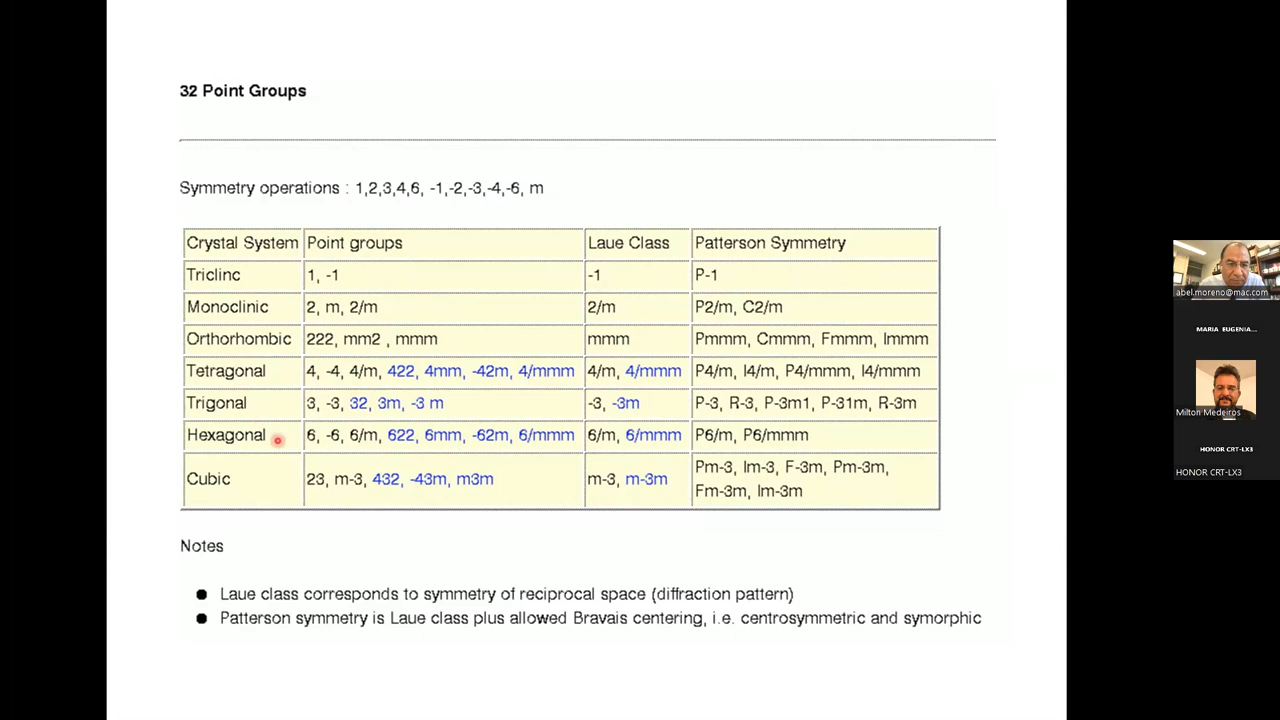 32 Point Groups
Symmetry operations : 1,2,3,4,6, -1,-2,-3,-4,-6, m
Crystal System Point groups Laue Class Patterson Symmetry
Triclinc 1, -1 -1 P-1
Monoclinic 2, m, 2/m 2/m P2/m, C2/m
Orthorhombic 222, mm2 , mmm mmm Pmmm, Cmmm, Fmmm, Immm
Tetragonal 4, -4, 4/m, 422, 4mm, -42m, 4/mmm 4/m, 4/mmm P4/m, I4/m, P4/mmm, I4/mmm
Trigonal 3, -3, 32, 3m, -3 m -3, -3m P-3, R-3, P-3m1, P-31m, R-3m
Hexagonal 6, -6, 6/m, 622, 6mm, -62m, 6/mmm 6/m, 6/mmm P6/m, P6/mmm
Cubic 23, m-3, 432, -43m, m3m m-3, m-3m Pm-3, Im-3, F-3m, Pm-3m,
Fm-3m, Im-3m
Notes
Laue class corresponds to symmetry of reciprocal space (diffraction pattern)
Patterson symmetry is Laue class plus allowed Bravais centering, i.e. centrosymmetric and symorphic
abel.moreno@mac.com
MARIA EUGENIA...
Milton Medeiros
HONOR CRT-LX3
HONOR CRT-LX3